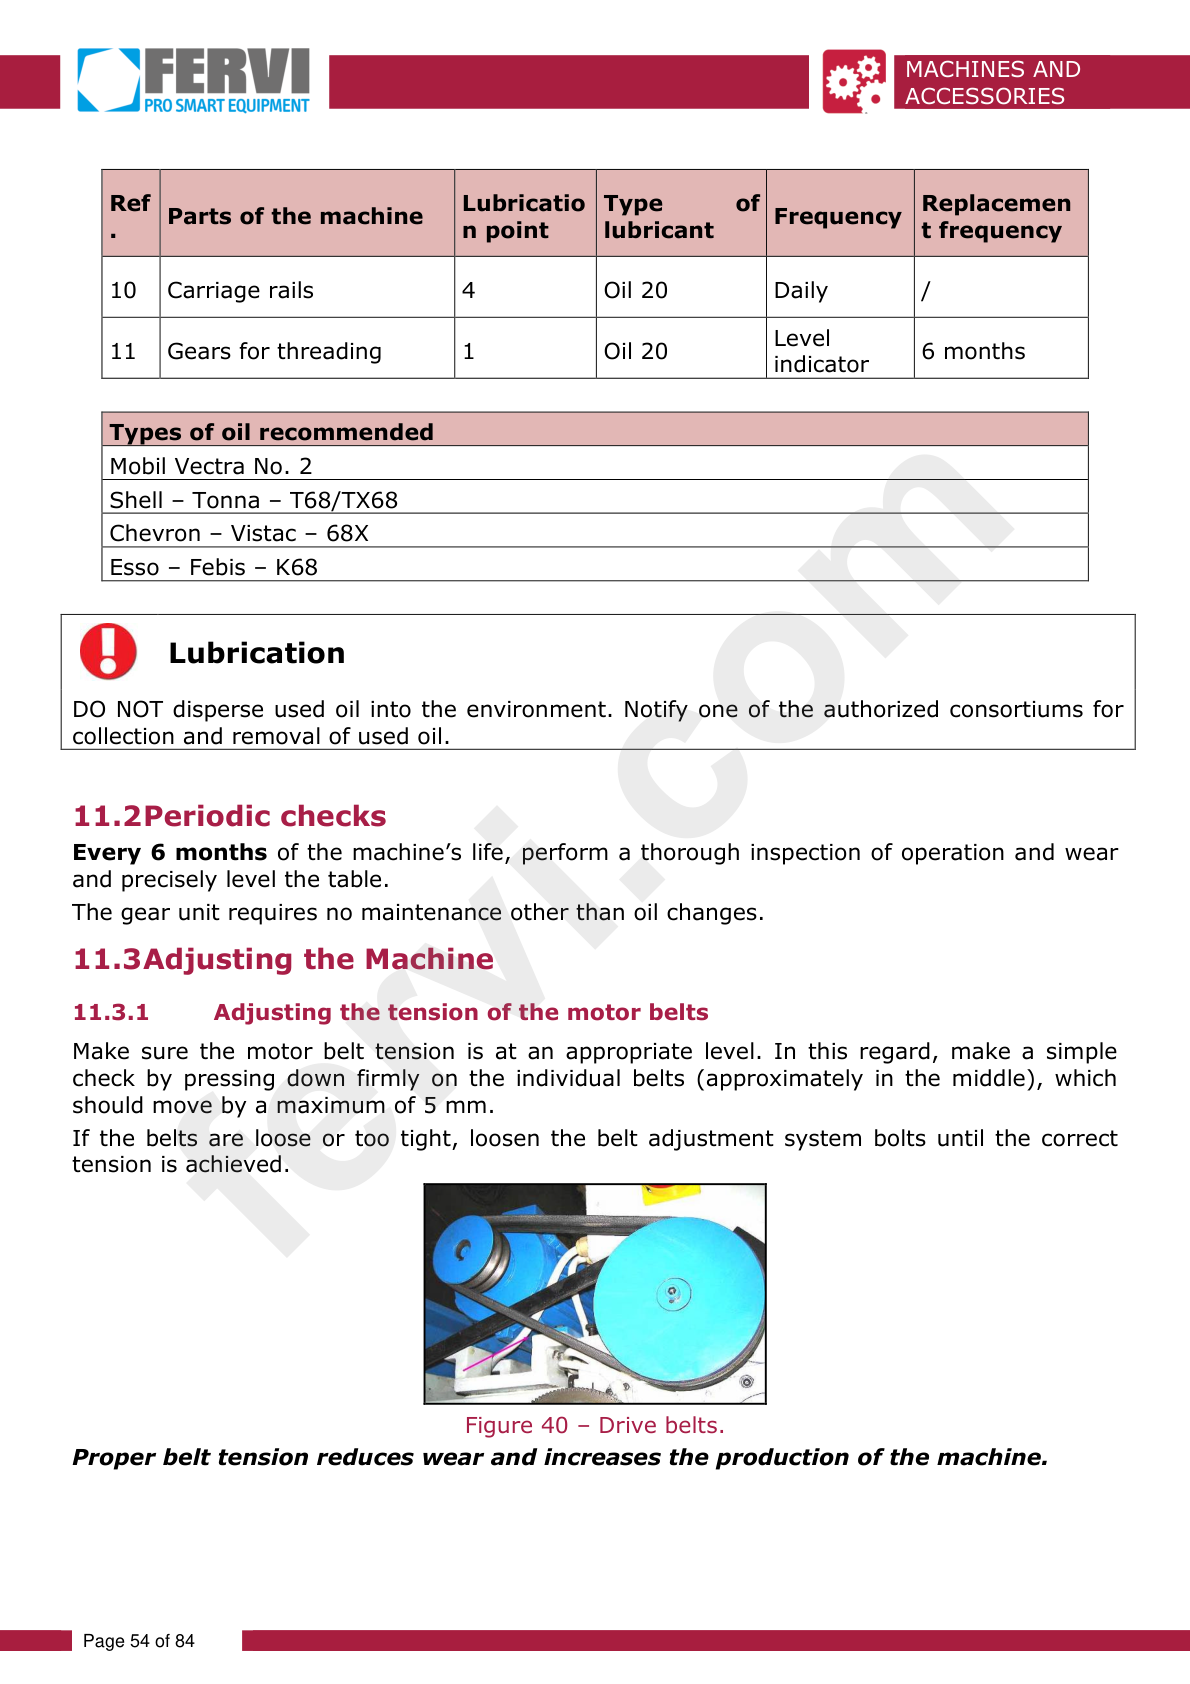 FERVI
PRO SMART EQUIPMENT
MACHINES AND
ACCESSORIES
Ref
.
Parts of the machine
Lubricatio
n point
Type of
lubricant
Frequency
Replacemen
t frequency
10 Carriage rails 4 Oil 20 Daily /
11 Gears for threading 1 Oil 20 Level
indicator
6 months
Types of oil recommended
Mobil Vectra No. 2
Shell – Tonna – T68/TX68
Chevron – Vistac – 68X
Esso – Febis – K68
Lubrication
DO NOT disperse used oil into the environment. Notify one of the authorized consortiums for
collection and removal of used oil.
11.2Periodic checks
Every 6 months of the machine’s life, perform a thorough inspection of operation and wear
and precisely level the table.
The gear unit requires no maintenance other than oil changes.
11.3Adjusting the Machine
11.3.1 Adjusting the tension of the motor belts
Make sure the motor belt tension is at an appropriate level. In this regard, make a simple
check by pressing down firmly on the individual belts (approximately in the middle), which
should move by a maximum of 5 mm.
If the belts are loose or too tight, loosen the belt adjustment system bolts until the correct
tension is achieved.
Figure 40 – Drive belts.
Proper belt tension reduces wear and increases the production of the machine.
Page 54 of 84
fervi.com